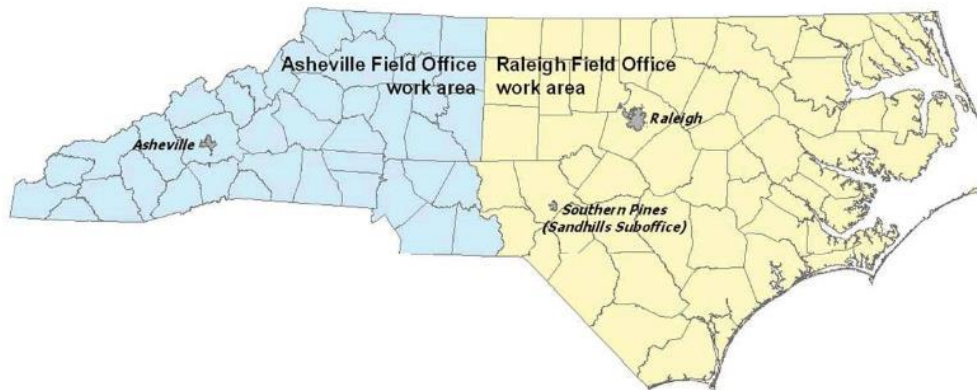 Asheville Field Office
work area
Raleigh Field Office
work area
Asheville
Raleigh
Southern Pines
(Sandhills Suboffice)